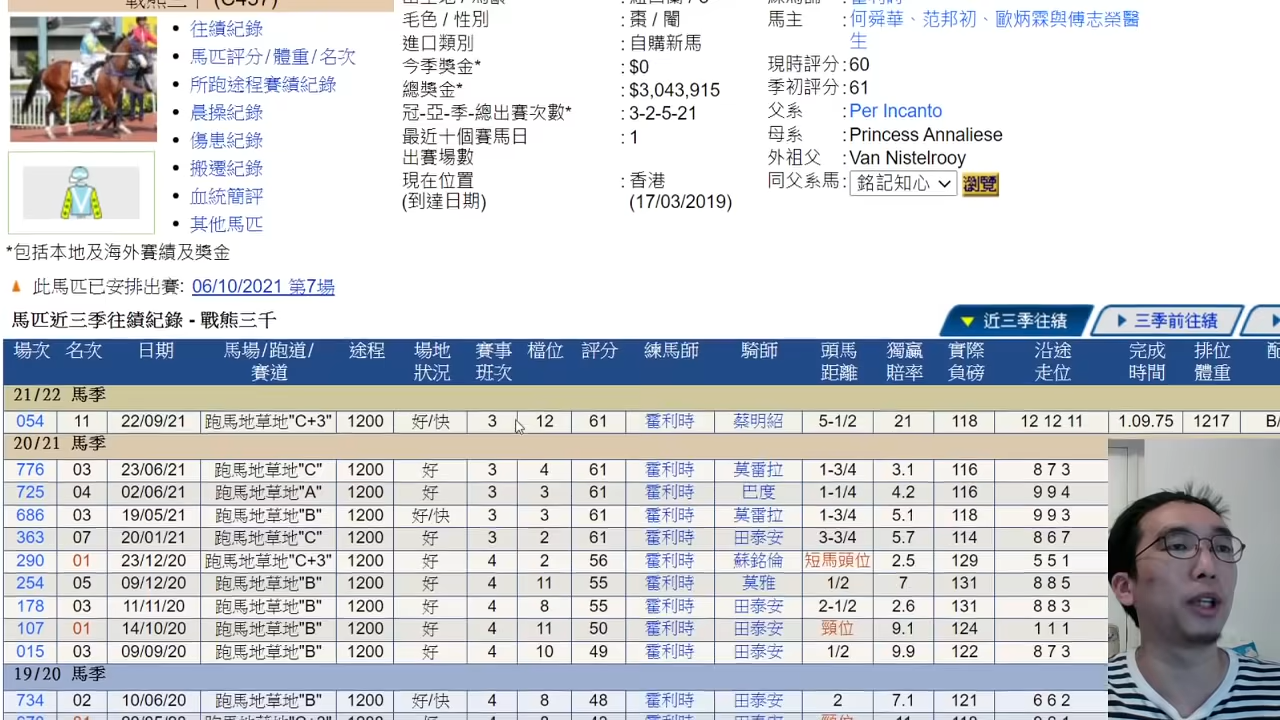 戰熊三千 (C437)
往績紀錄
馬匹評分/體重/名次
所跑途程賽績紀錄
晨操紀錄
傷患紀錄
搬遷紀錄
血統簡評
其他馬匹
毛色 / 性別 : 棗 / 閹
進口類別 : 自購新馬
今季獎金* : $0
總獎金* : $3,043,915
冠-亞-季-總出賽次數* : 3-2-5-21
最近十個賽馬日 : 1
出賽場數
現在位置 : 香港
(到達日期) (17/03/2019)
馬主 : 何舜華、范邦初、歐炳霖與傅志榮醫
生
現時評分 : 60
季初評分 : 61
父系 : Per Incanto
母系 : Princess Annaliese
外祖父 : Van Nistelrooy
同父系馬 : 銘記知心 瀏覽
*包括本地及海外賽績及獎金
此馬匹已安排出賽: 06/10/2021 第7場
馬匹近三季往績紀錄 - 戰熊三千
近三季往績 三季前往績
場次 名次 日期 馬場/跑道/ 途程 場地 賽事 檔位 評分 練馬師 騎師 頭馬 獨贏 實際 沿途 完成 排位 配
賽道 狀況 班次 距離 賠率 負磅 走位 時間 體重
21/22 馬季
054 11 22/09/21 跑馬地草地"C+3" 1200 好/快 3 12 61 霍利時 蔡明紹 5-1/2 21 118 12 12 11 1.09.75 1217 B/
20/21 馬季
776 03 23/06/21 跑馬地草地"C" 1200 好 3 4 61 霍利時 莫雷拉 1-3/4 3.1 116 8 7 3
725 04 02/06/21 跑馬地草地"A" 1200 好 3 3 61 霍利時 巴度 1-1/4 4.2 116 9 9 4
686 03 19/05/21 跑馬地草地"B" 1200 好/快 3 3 61 霍利時 莫雷拉 1-3/4 5.1 118 9 9 3
363 07 20/01/21 跑馬地草地"C" 1200 好 3 2 61 霍利時 田泰安 3-3/4 5.7 114 8 6 7
290 01 23/12/20 跑馬地草地"C+3" 1200 好 4 2 56 霍利時 蘇銘倫 短馬頭位 2.5 129 5 5 1
254 05 09/12/20 跑馬地草地"B" 1200 好 4 11 55 霍利時 莫雅 1/2 7 131 8 8 5
178 03 11/11/20 跑馬地草地"B" 1200 好 4 8 55 霍利時 田泰安 2-1/2 2.6 131 8 8 3
107 01 14/10/20 跑馬地草地"B" 1200 好 4 11 50 霍利時 田泰安 頸位 9.1 124 1 1 1
015 03 09/09/20 跑馬地草地"B" 1200 好 4 10 49 霍利時 田泰安 1/2 9.9 122 8 7 3
19/20 馬季
734 02 10/06/20 跑馬地草地"B" 1200 好/快 4 8 48 霍利時 田泰安 2 7.1 121 6 6 2